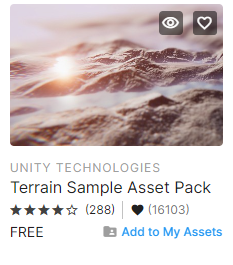 UNITY TECHNOLOGIES
Terrain Sample Asset Pack
★★★★☆ (288) | ♥ (16103)
FREE Add to My Assets